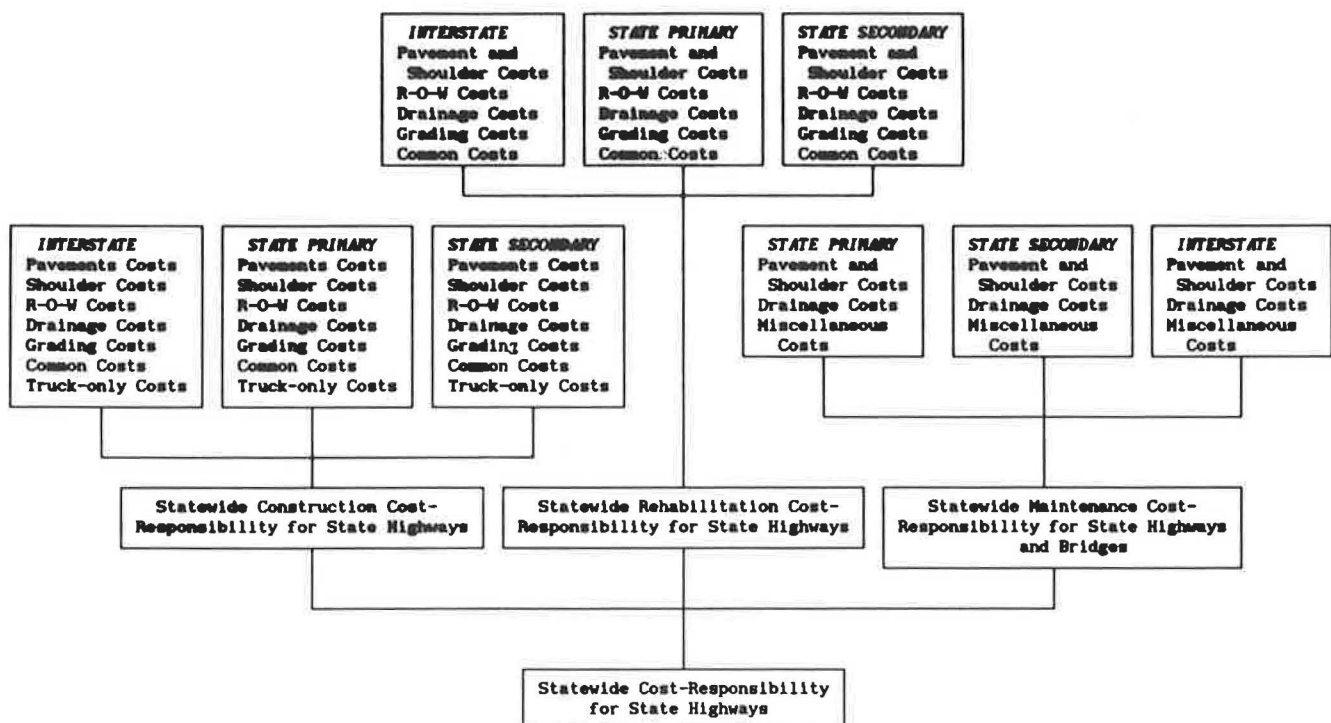 INTERSTATE
Pavement and
Shoulder Costs
R-O-W Costs
Drainage Costs
Grading Costs
Common Costs
STATE PRIMARY
Pavement and
Shoulder Costs
R-O-W Costs
Drainage Costs
Grading Costs
Common Costs
STATE SECONDARY
Pavement and
Shoulder Costs
R-O-W Costs
Drainage Costs
Grading Costs
Common Costs
INTERSTATE
Pavements Costs
Shoulder Costs
R-O-W Costs
Drainage Costs
Grading Costs
Common Costs
Truck-only Costs
STATE PRIMARY
Pavements Costs
Shoulder Costs
R-O-W Costs
Drainage Costs
Grading Costs
Common Costs
Truck-only Costs
STATE SECONDARY
Pavements Costs
Shoulder Costs
R-O-W Costs
Drainage Costs
Grading Costs
Common Costs
Truck-only Costs
STATE PRIMARY
Pavement and
Shoulder Costs
Drainage Costs
Miscellaneous
Costs
STATE SECONDARY
Pavement and
Shoulder Costs
Drainage Costs
Miscellaneous
Costs
INTERSTATE
Pavement and
Shoulder Costs
Drainage Costs
Miscellaneous
Costs
Statewide Construction Cost-
Responsibility for State Highways
Statewide Rehabilitation Cost-
Responsibility for State Highways
Statewide Maintenance Cost-
Responsibility for State Highways
and Bridges
Statewide Cost-Responsibility
for State Highways